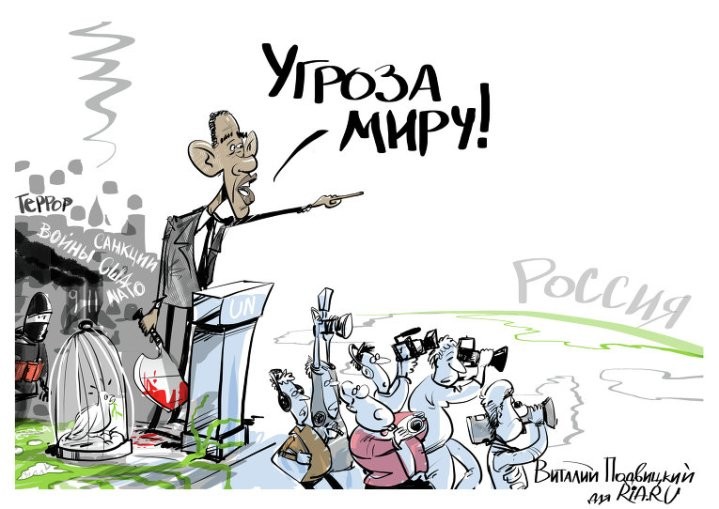 УГРОЗА
МИРУ!
ТЕРРОР
САНКЦИИ
ВОЙНЫ США
НАТО
UN
РОССИЯ
ВИТАЛИЙ ПОДВИЦКИЙ
для RIA.RU